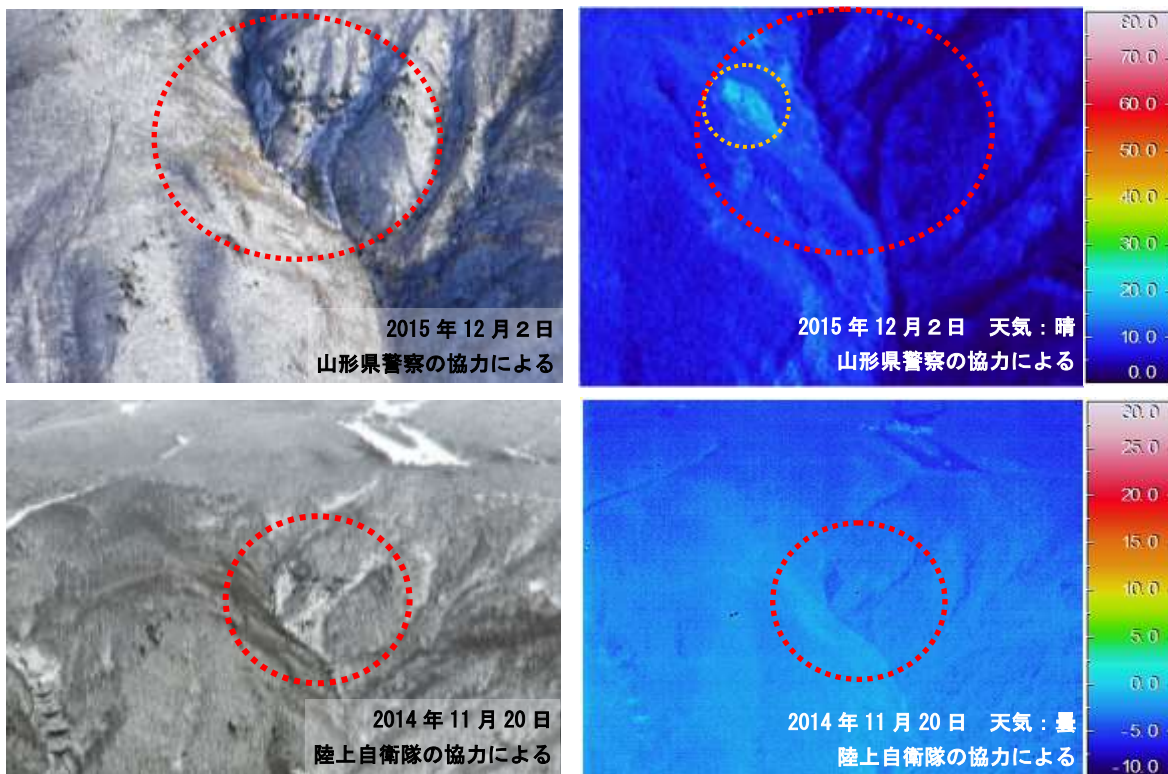 2015 年 12 月２日
山形県警察の協力による
2015 年 12 月２日　天気：晴
山形県警察の協力による
80.0
70.0
60.0
50.0
40.0
30.0
20.0
10.0
0.0
2014 年 11 月 20 日
陸上自衛隊の協力による
2014 年 11 月 20 日　天気：曇
陸上自衛隊の協力による
30.0
25.0
20.0
15.0
10.0
5.0
0.0
-5.0
-10.0